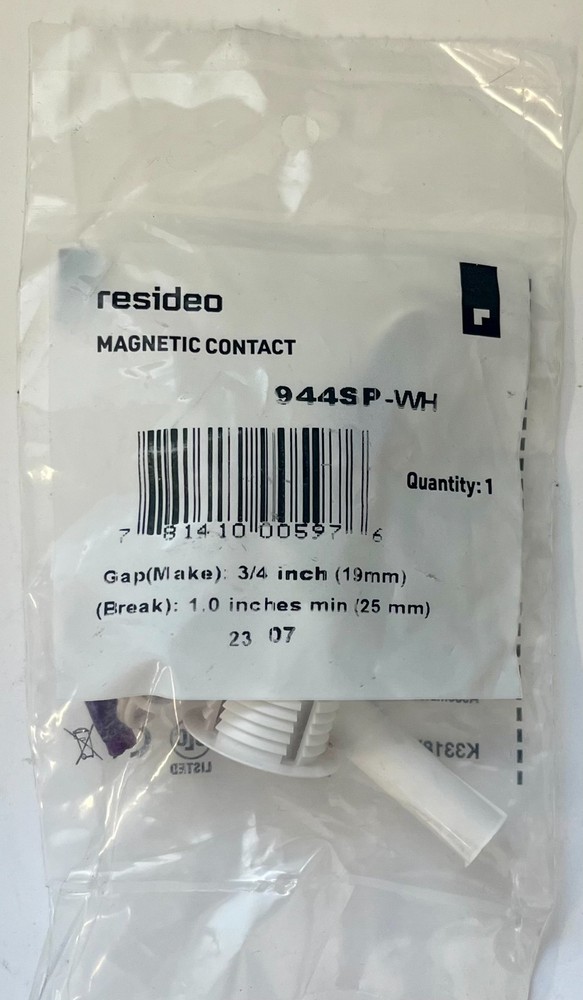 resideo
MAGNETIC CONTACT
944SP-WH
Quantity: 1
7 81410 00597 6
Gap(Make): 3/4 inch (19mm)
(Break): 1.0 inches min (25 mm)
23 07
LISTED